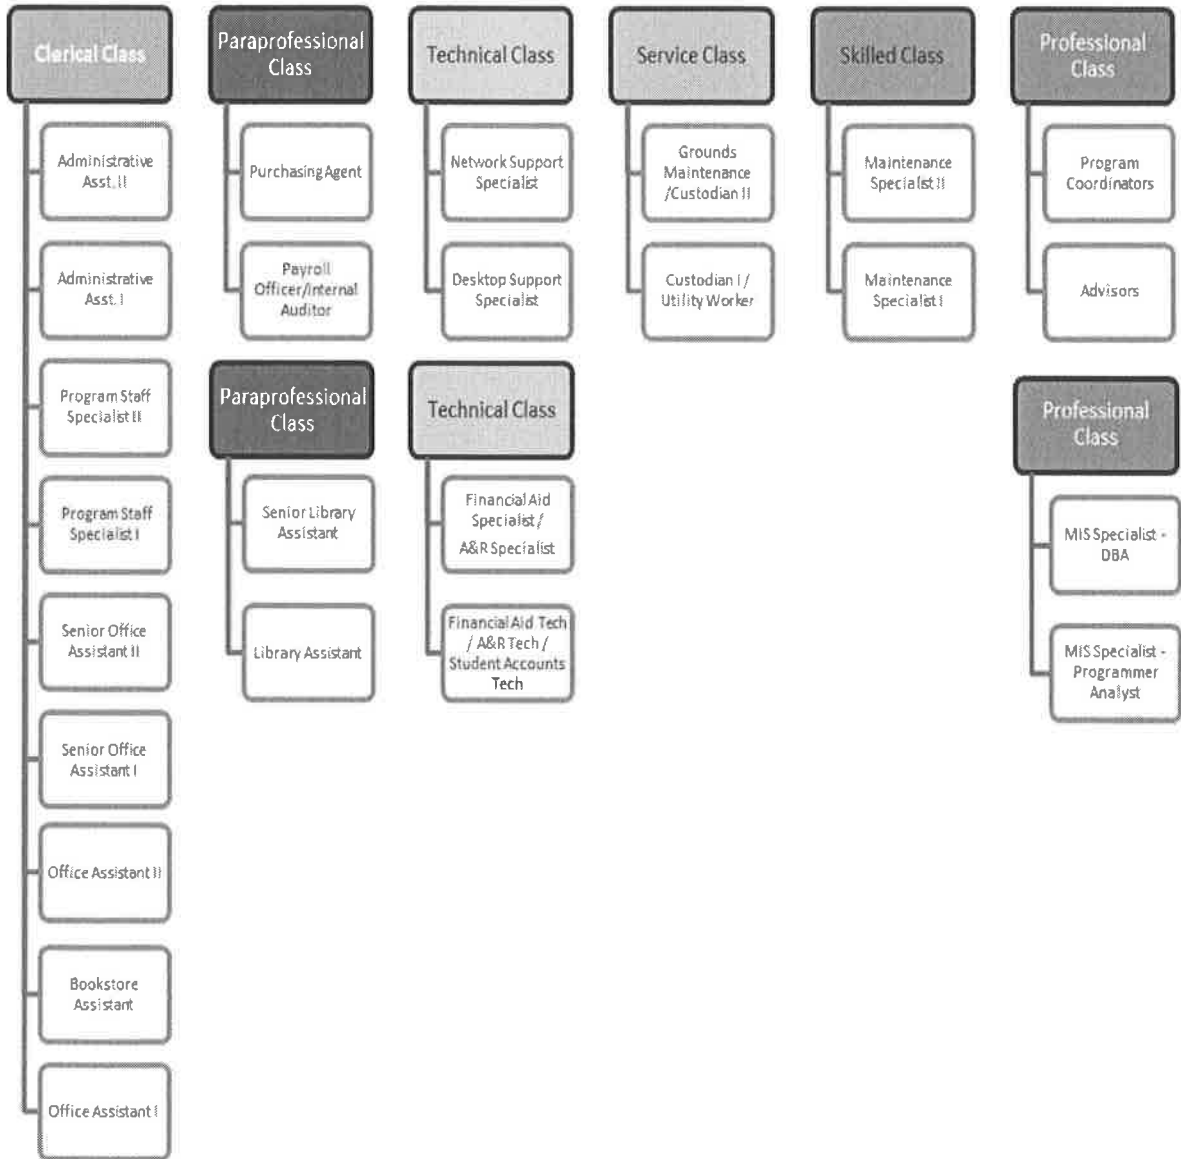 Clerical Class
Administrative
Asst. II
Administrative
Asst. I
Program Staff
Specialist II
Program Staff
Specialist I
Senior Office
Assistant II
Senior Office
Assistant I
Office Assistant II
Bookstore
Assistant
Office Assistant I
Paraprofessional
Class
Purchasing Agent
Payroll
Officer/Internal
Auditor
Paraprofessional
Class
Senior Library
Assistant
Library Assistant
Technical Class
Network Support
Specialist
Desktop Support
Specialist
Technical Class
Financial Aid
Specialist /
A&R Specialist
Financial Aid Tech
/ A&R Tech /
Student Accounts
Tech
Service Class
Grounds
Maintenance
/Custodian II
Custodian I /
Utility Worker
Skilled Class
Maintenance
Specialist II
Maintenance
Specialist I
Professional
Class
Program
Coordinators
Advisors
Professional
Class
MIS Specialist -
DBA
MIS Specialist -
Programmer
Analyst